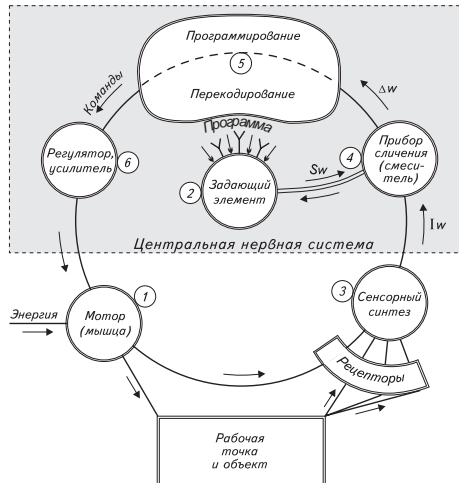 Программирование
5
Перекодирование
Команды
Δw
Программа
Регулятор,
усилитель
6
2
Задающий
элемент
Sw
4
Прибор
сличения
(смеси-
тель)
Центральная нервная система
Iw
Энергия
1
Мотор
(мышца)
3
Сенсорный
синтез
Рецепторы
Рабочая
точка
и объект